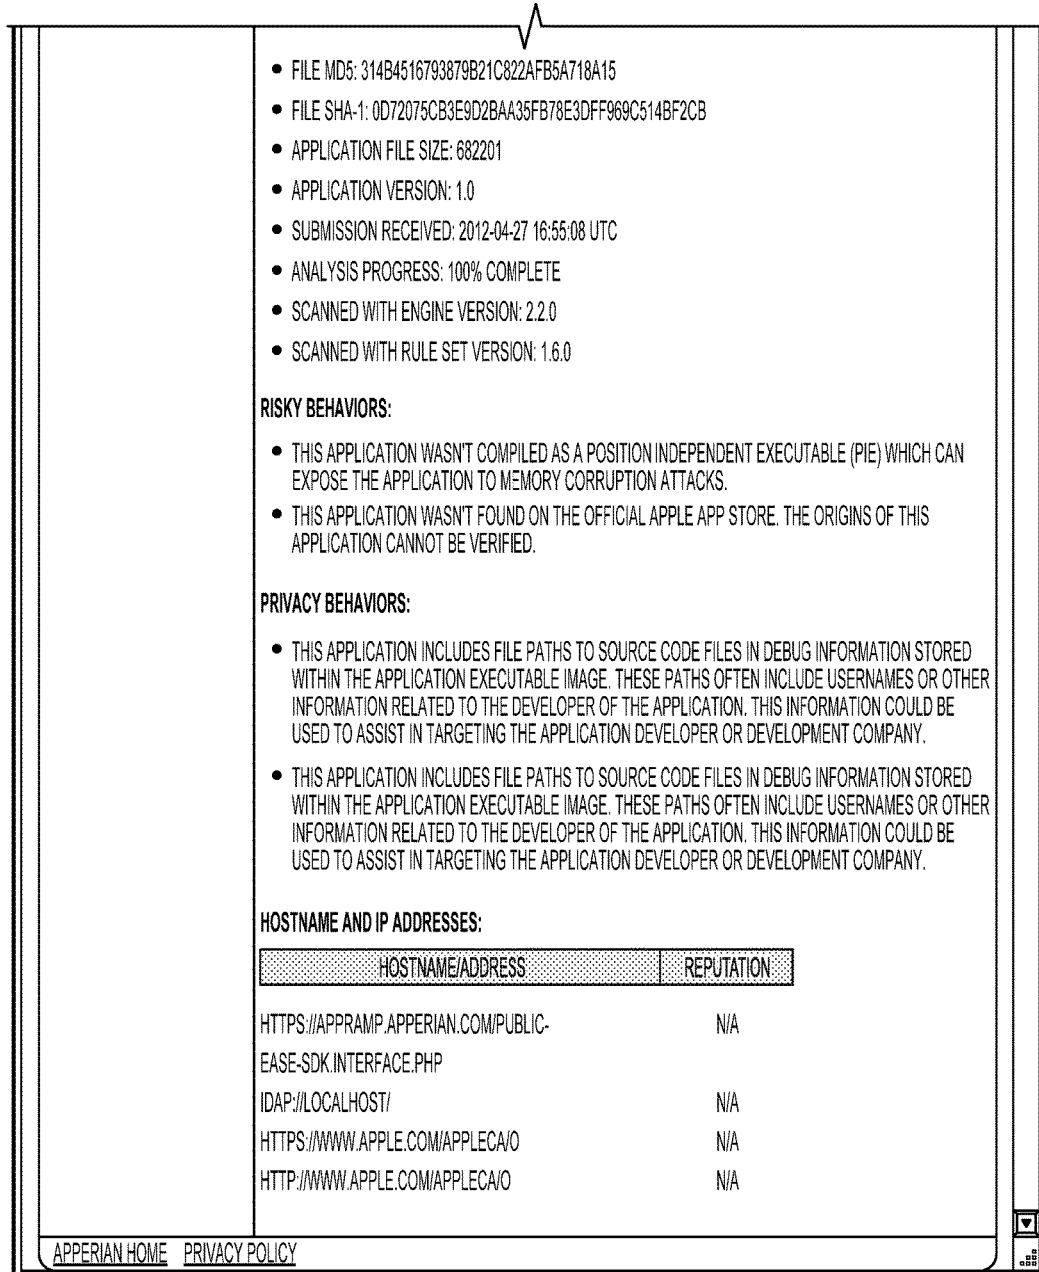 • FILE MD5: 314B4516793879B21C822AFB5A718A15
• FILE SHA-1: 0D72075CB3E9D2BAA35FB78E3DFF969C514BF2CB
• APPLICATION FILE SIZE: 682201
• APPLICATION VERSION: 1.0
• SUBMISSION RECEIVED: 2012-04-27 16:55:08 UTC
• ANALYSIS PROGRESS: 100% COMPLETE
• SCANNED WITH ENGINE VERSION: 2.2.0
• SCANNED WITH RULE SET VERSION: 1.6.0
RISKY BEHAVIORS:
• THIS APPLICATION WASN'T COMPILED AS A POSITION INDEPENDENT EXECUTABLE (PIE) WHICH CAN
EXPOSE THE APPLICATION TO MEMORY CORRUPTION ATTACKS.
• THIS APPLICATION WASN'T FOUND ON THE OFFICIAL APPLE APP STORE. THE ORIGINS OF THIS
APPLICATION CANNOT BE VERIFIED.
PRIVACY BEHAVIORS:
• THIS APPLICATION INCLUDES FILE PATHS TO SOURCE CODE FILES IN DEBUG INFORMATION STORED
WITHIN THE APPLICATION EXECUTABLE IMAGE. THESE PATHS OFTEN INCLUDE USERNAMES OR OTHER
INFORMATION RELATED TO THE DEVELOPER OF THE APPLICATION. THIS INFORMATION COULD BE
USED TO ASSIST IN TARGETING THE APPLICATION DEVELOPER OR DEVELOPMENT COMPANY.
• THIS APPLICATION INCLUDES FILE PATHS TO SOURCE CODE FILES IN DEBUG INFORMATION STORED
WITHIN THE APPLICATION EXECUTABLE IMAGE. THESE PATHS OFTEN INCLUDE USERNAMES OR OTHER
INFORMATION RELATED TO THE DEVELOPER OF THE APPLICATION. THIS INFORMATION COULD BE
USED TO ASSIST IN TARGETING THE APPLICATION DEVELOPER OR DEVELOPMENT COMPANY.
HOSTNAME AND IP ADDRESSES:
HOSTNAME/ADDRESS REPUTATION
HTTPS://APPRAMP.APPERIAN.COM/PUBLIC- N/A
EASE-SDK.INTERFACE.PHP
IDAP://LOCALHOST/ N/A
HTTPS://WWW.APPLE.COM/APPLECA/O N/A
HTTP://WWW.APPLE.COM/APPLECA/O N/A
APPERIAN HOME PRIVACY POLICY